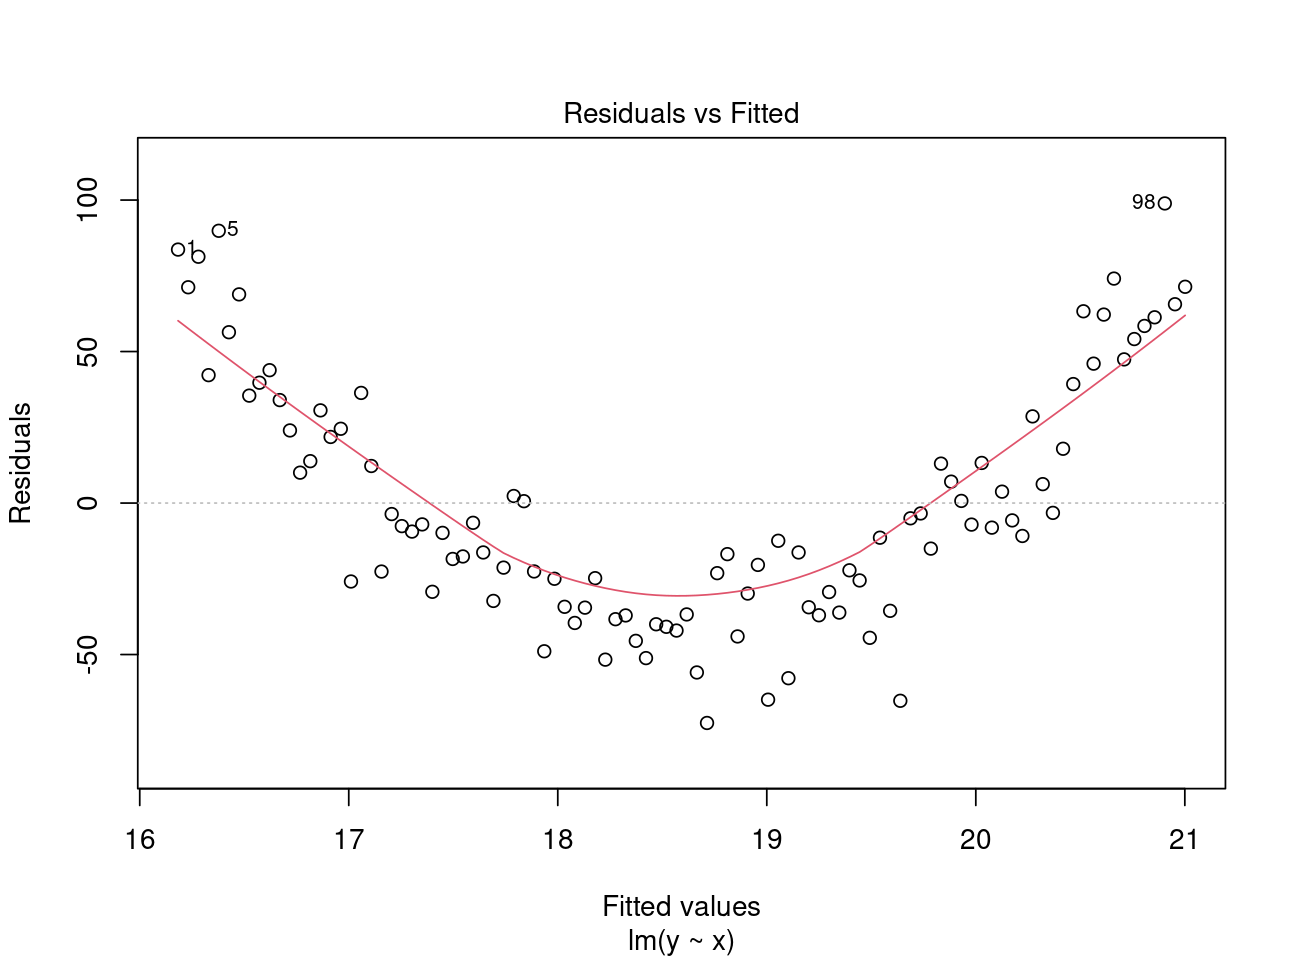 Residuals vs Fitted
Residuals
100
50
0
-50
1
5
98
16 17 18 19 20 21
Fitted values
lm(y ~ x)